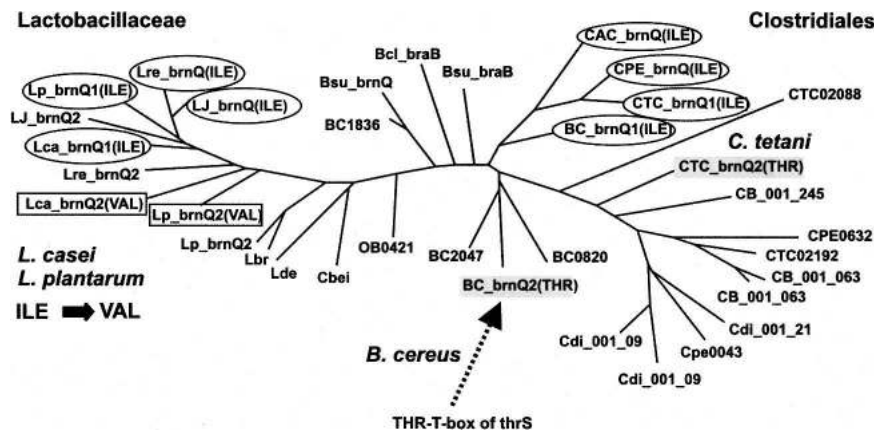 Lactobacillaceae
Clostridiales
CAC_brnQ(ILE)
Bcl_braB
Lre_brnQ(ILE)
CPE_brnQ(ILE)
Bsu_brnQ
Bsu_braB
Lp_brnQ1(ILE)
CTC_brnQ1(ILE)
CTC02088
LJ_brnQ(ILE)
LJ_brnQ2
BC1836
BC_brnQ1(ILE)
C. tetani
Lca_brnQ1(ILE)
CTC_brnQ2(THR)
Lre_brnQ2
CB_001_245
Lca_brnQ2(VAL)
Lp_brnQ2(VAL)
Lp_brnQ2
OB0421
BC2047
BC0820
CPE0632
L. casei
Lbr
CTC02192
Lde
Cbei
CB_001_063
L. plantarum
BC_brnQ2(THR)
CB_001_063
ILE VAL
Cdi_001_21
Cdi_001_09
Cpe0043
B. cereus
Cdi_001_09
THR-T-box of thrS